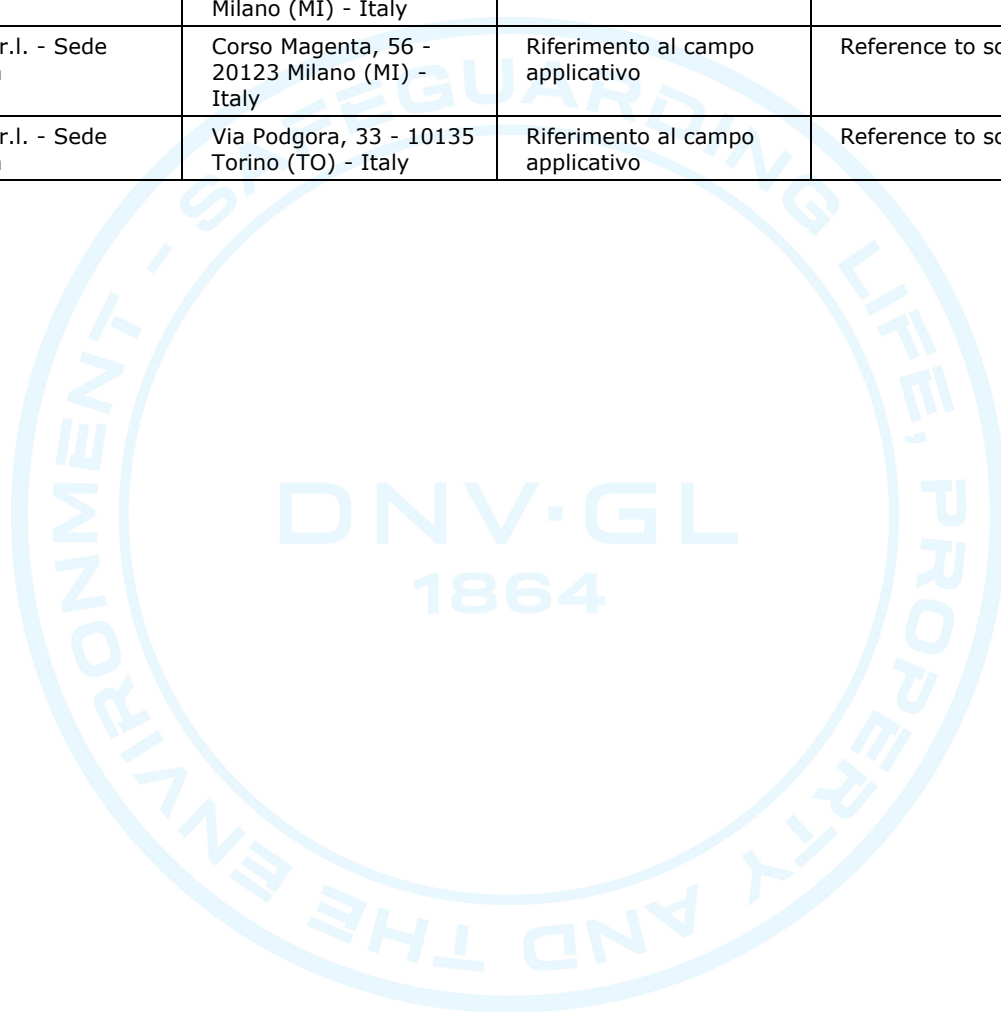 Milano (MI) - Italy
r.l. - Sede
Corso Magenta, 56 -
20123 Milano (MI) -
Italy
Riferimento al campo
applicativo
Reference to
r.l. - Sede
Via Podgora, 33 - 10135
Torino (TO) - Italy
Riferimento al campo
applicativo
Reference to
SAFEGUARDING LIFE, PROPERTY AND THE ENVIRONMENT -
DNV·GL
1864